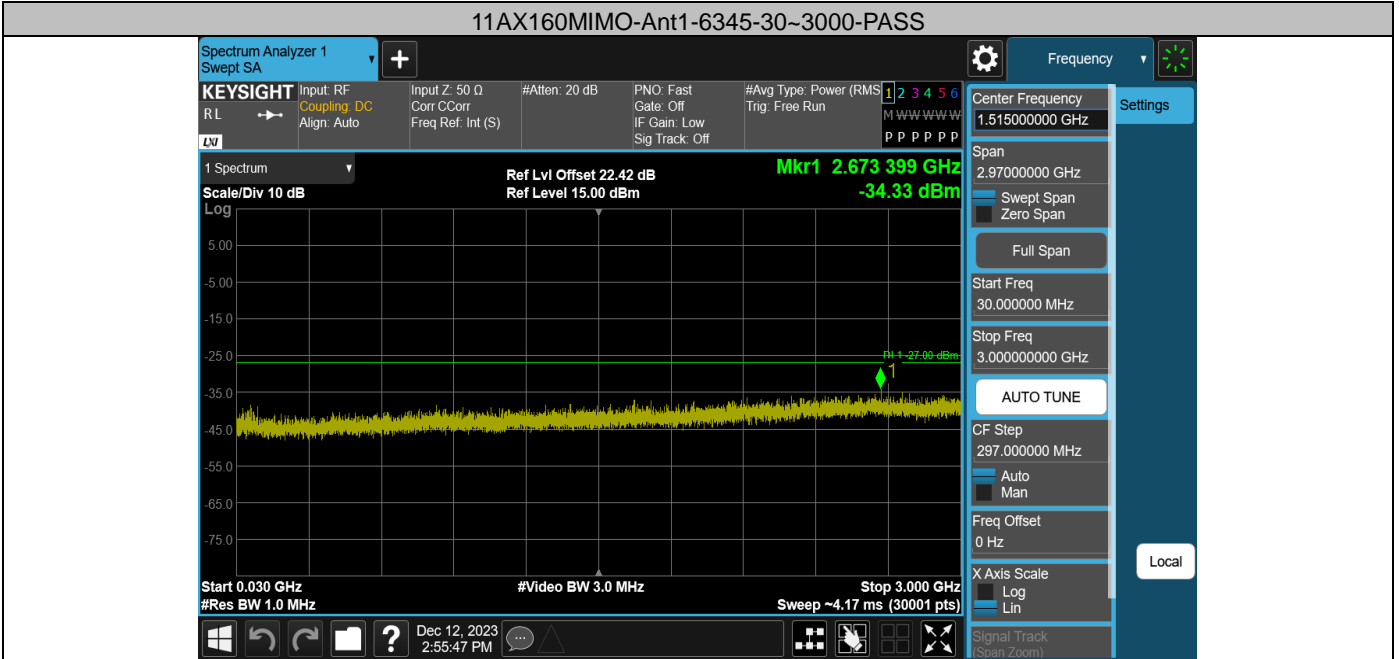 11AX160MIMO-Ant1-6345-30~3000-PASS
Spectrum Analyzer 1
Swept SA
+
Frequency
KEYSIGHT
RL
LXI
Input: RF
Coupling: DC
Align: Auto
Input Z: 50 Ω
Corr CCorr
Freq Ref: Int (S)
#Atten: 20 dB
PNO: Fast
Gate: Off
IF Gain: Low
Sig Track: Off
#Avg Type: Power (RMS
Trig: Free Run
1 2 3 4 5 6
M W W W W W
P P P P P P
1 Spectrum
Scale/Div 10 dB
Log
Ref Lvl Offset 22.42 dB
Ref Level 15.00 dBm
Mkr1 2.673 399 GHz
-34.33 dBm
5.00
-5.00
-15.0
-25.0
-35.0
-45.0
-55.0
-65.0
-75.0
DL1 -27.00 dBm
1
Start 0.030 GHz
#Res BW 1.0 MHz
#Video BW 3.0 MHz
Stop 3.000 GHz
Sweep ~4.17 ms (30001 pts)
Center Frequency
1.515000000 GHz
Span
2.97000000 GHz
Swept Span
Zero Span
Full Span
Start Freq
30.000000 MHz
Stop Freq
3.000000000 GHz
AUTO TUNE
CF Step
297.000000 MHz
Auto
Man
Freq Offset
0 Hz
X Axis Scale
Log
Lin
Signal Track
(Span Zoom)
Settings
Local
?
Dec 12, 2023
2:55:47 PM